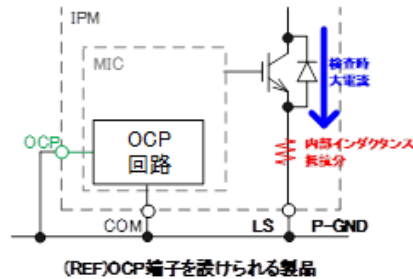 IPM
MIC
検査時
大電流
OCP
OCP
回路
内部インダクタンス
抵抗分
COM
LS
P-GND
(REF)OCP端子を設けられる製品